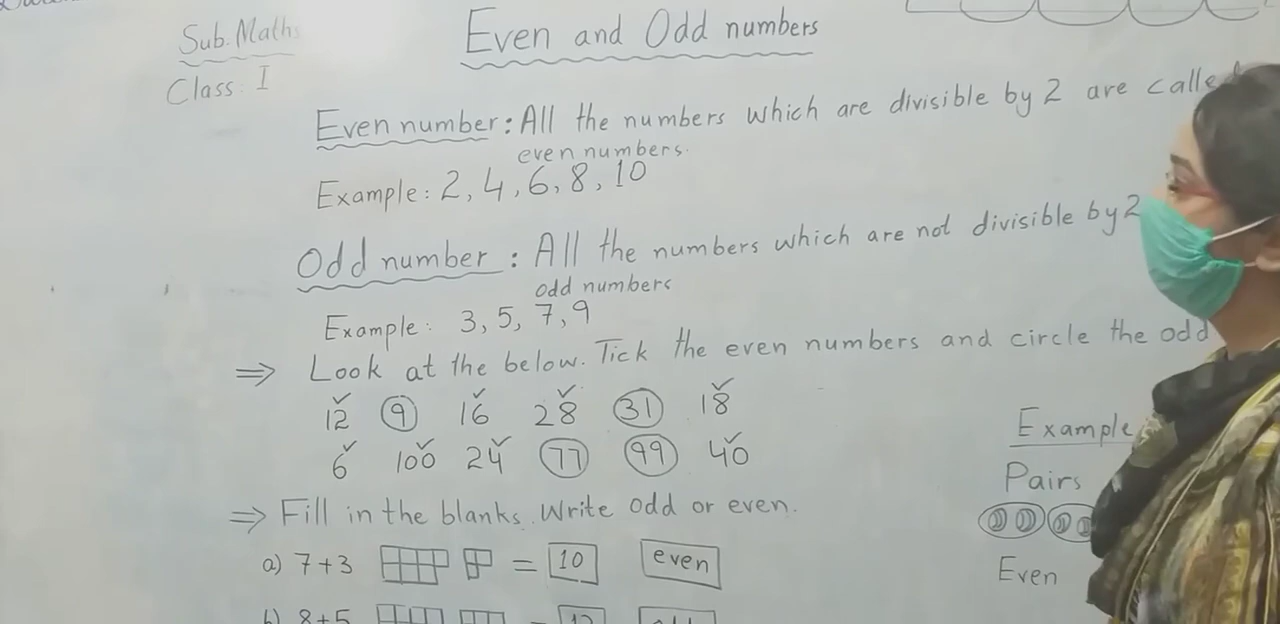 Sub. Maths
Class: I
Even and Odd numbers
Even number: All the numbers which are divisible by 2 are called
even numbers.
Example: 2, 4, 6, 8, 10
Odd number: All the numbers which are not divisible by 2
odd numbers
Example: 3, 5, 7, 9
⇒ Look at the below. Tick the even numbers and circle the odd
12 9 16 28 31 18
6 100 24 77 99 40
⇒ Fill in the blanks. Write odd or even.
a) 7+3 = 10 even
b) 8+5 =
Example
Pairs
Even